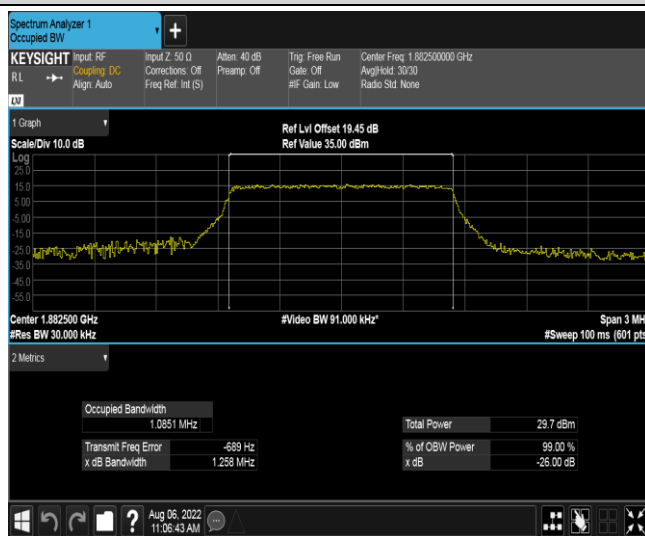 Spectrum Analyzer 1
Occupied BW
KEYSIGHT
RL
LXI
Input: RF
Coupling: DC
Align: Auto
Input Z: 50 Ω
Corrections: Off
Freq Ref: Int (S)
Atten: 40 dB
Preamp: Off
Trig: Free Run
Gate: Off
#IF Gain: Low
Center Freq: 1.882500000 GHz
Avg|Hold: 30/30
Radio Std: None
1 Graph
Scale/Div 10.0 dB
Ref Lvl Offset 19.45 dB
Ref Value 35.00 dBm
Log
25.0
15.0
5.00
-5.00
-15.0
-25.0
-35.0
-45.0
-55.0
Center 1.882500 GHz
#Res BW 30.000 kHz
#Video BW 91.000 kHz*
Span 3 MH
#Sweep 100 ms (601 pts
2 Metrics
Occupied Bandwidth
1.0851 MHz
Transmit Freq Error -689 Hz
x dB Bandwidth 1.258 MHz
Total Power 29.7 dBm
% of OBW Power 99.00 %
x dB -26.00 dB
?
Aug 06, 2022
11:06:43 AM